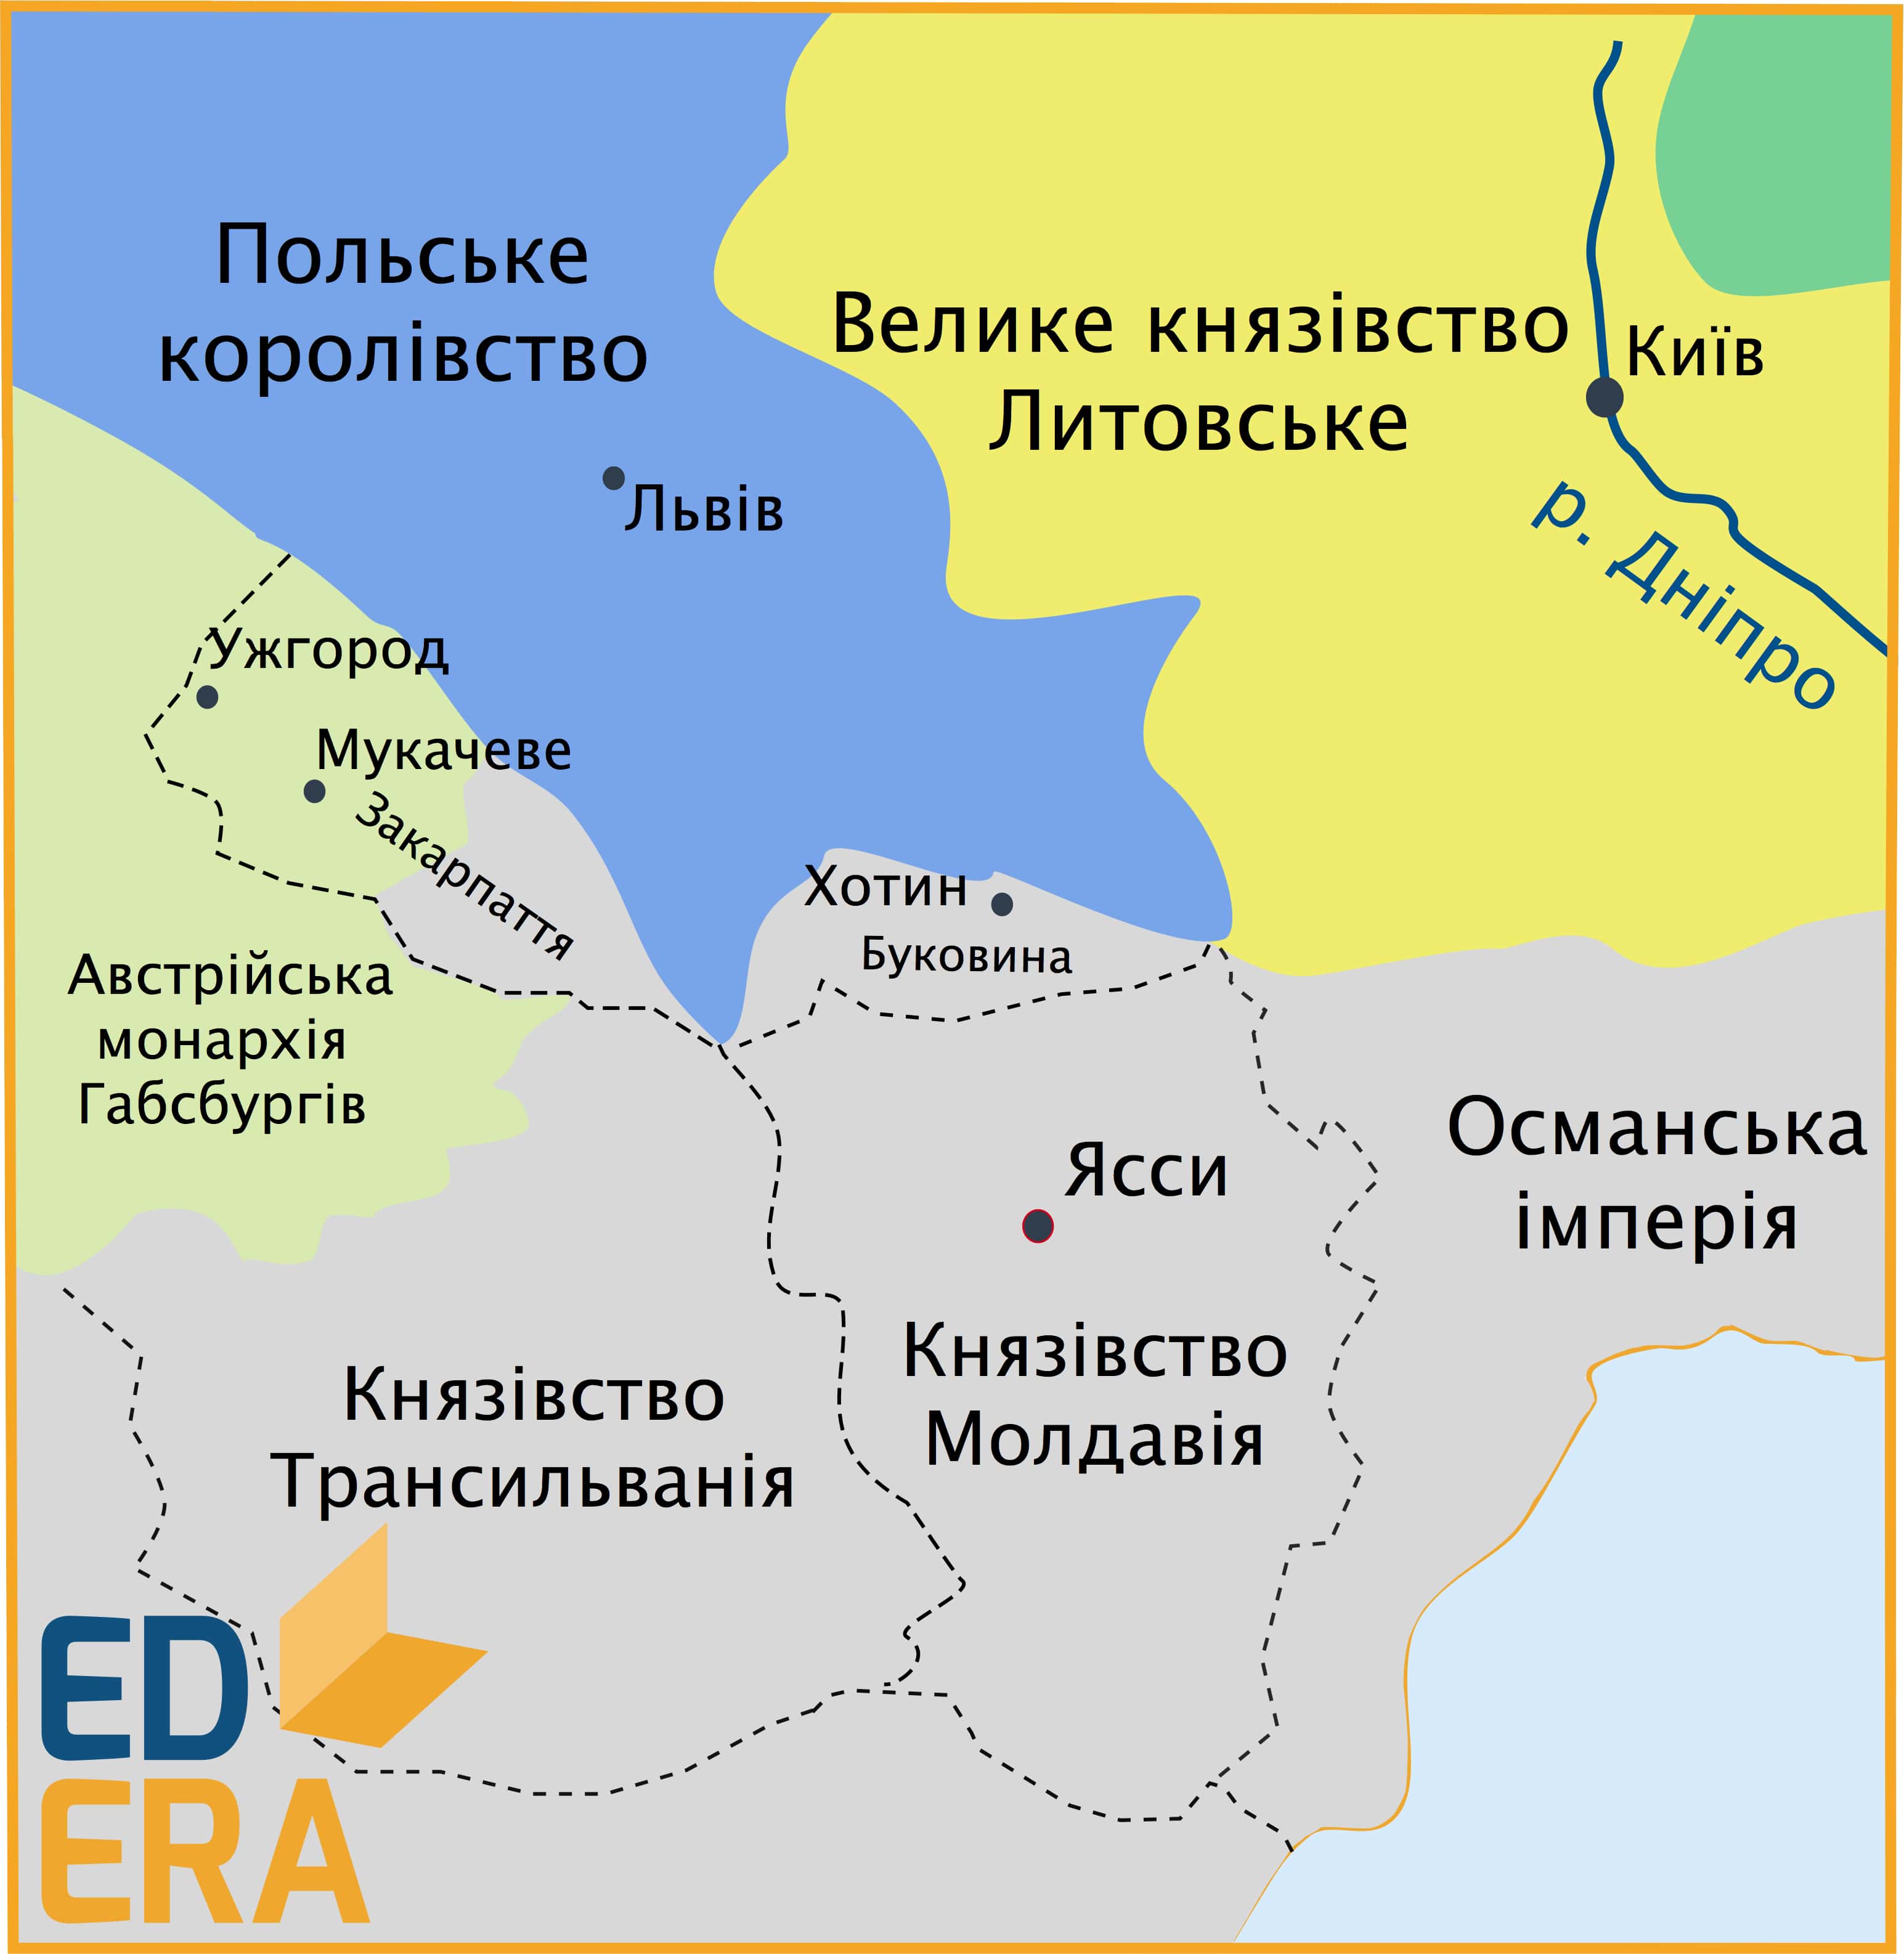 Польське
королівство
Велике князівство
Литовське
Київ
р. Дніпро
Львів
Ужгород
Мукачеве
Закарпаття
Хотин
Буковина
Австрійська
монархія
Габсбургів
Ясси
Османська
імперія
Князівство
Молдавія
Князівство
Трансильванія
ED
ERA